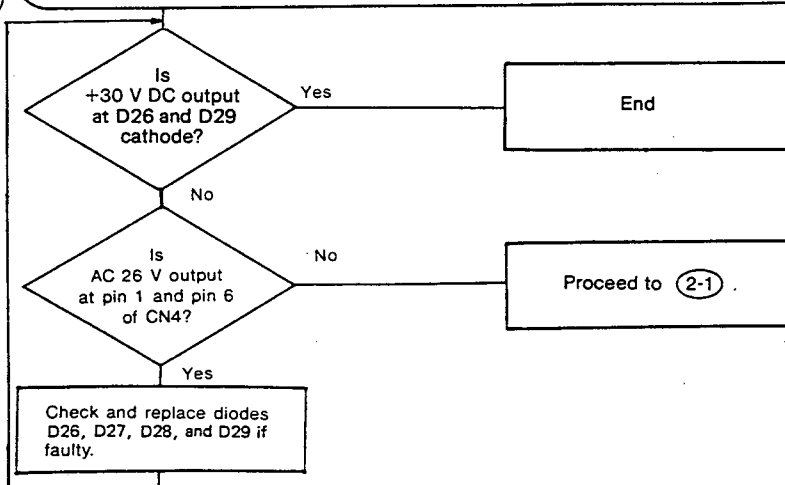 Is
+30 V DC output
at D26 and D29
cathode?
Yes
End
No
Is
AC 26 V output
at pin 1 and pin 6
of CN4?
No
Proceed to 2-1 .
Yes
Check and replace diodes
D26, D27, D28, and D29 if
faulty.